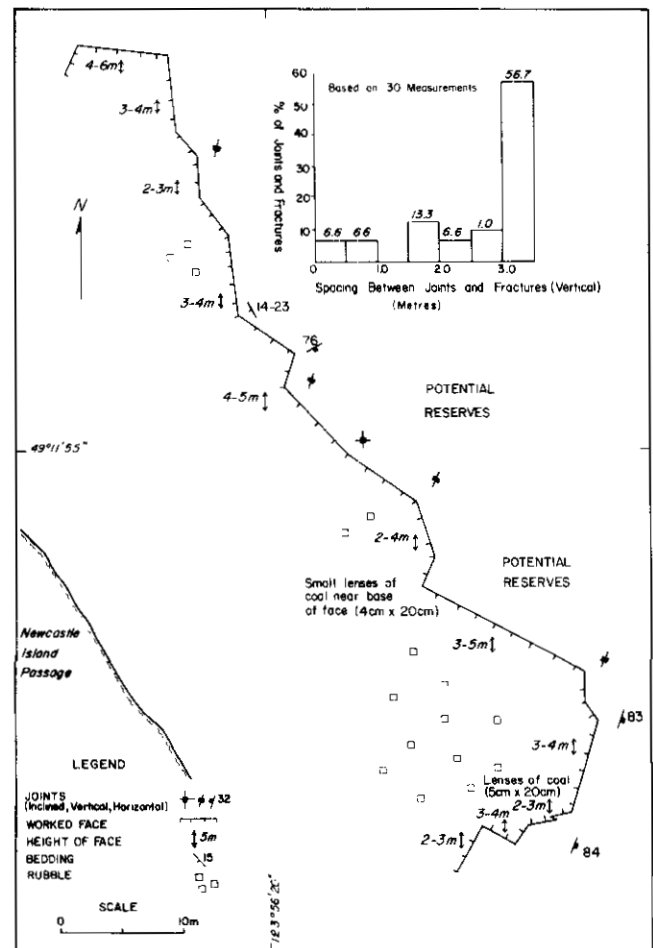 4-6m
3-4m
2-3m
N
3-4m
14-23
76
4-5m
60
50
40
30
20
10
% of Joints and Fractures
Based on 30 Measurements
56.7
6.6
6.6
13.3
6.6
1.0
0
1.0
2.0
3.0
Spacing Between Joints and Fractures (Vertical)
(Metres)
POTENTIAL
RESERVES
49°11'55"
2-4m
Small lenses of
coal near base
of face (4cm x 20cm)
POTENTIAL
RESERVES
3-5m
Newcastle
Island
Passage
83
3-4m
Lenses of coal
(5cm x 20cm)
2-3m
3-4m
2-3m
84
LEGEND
JOINTS
(Inclined, Vertical, Horizontal)
32
WORKED FACE
HEIGHT OF FACE
5m
BEDDING
15
RUBBLE
SCALE
0
10m
123°56'20"